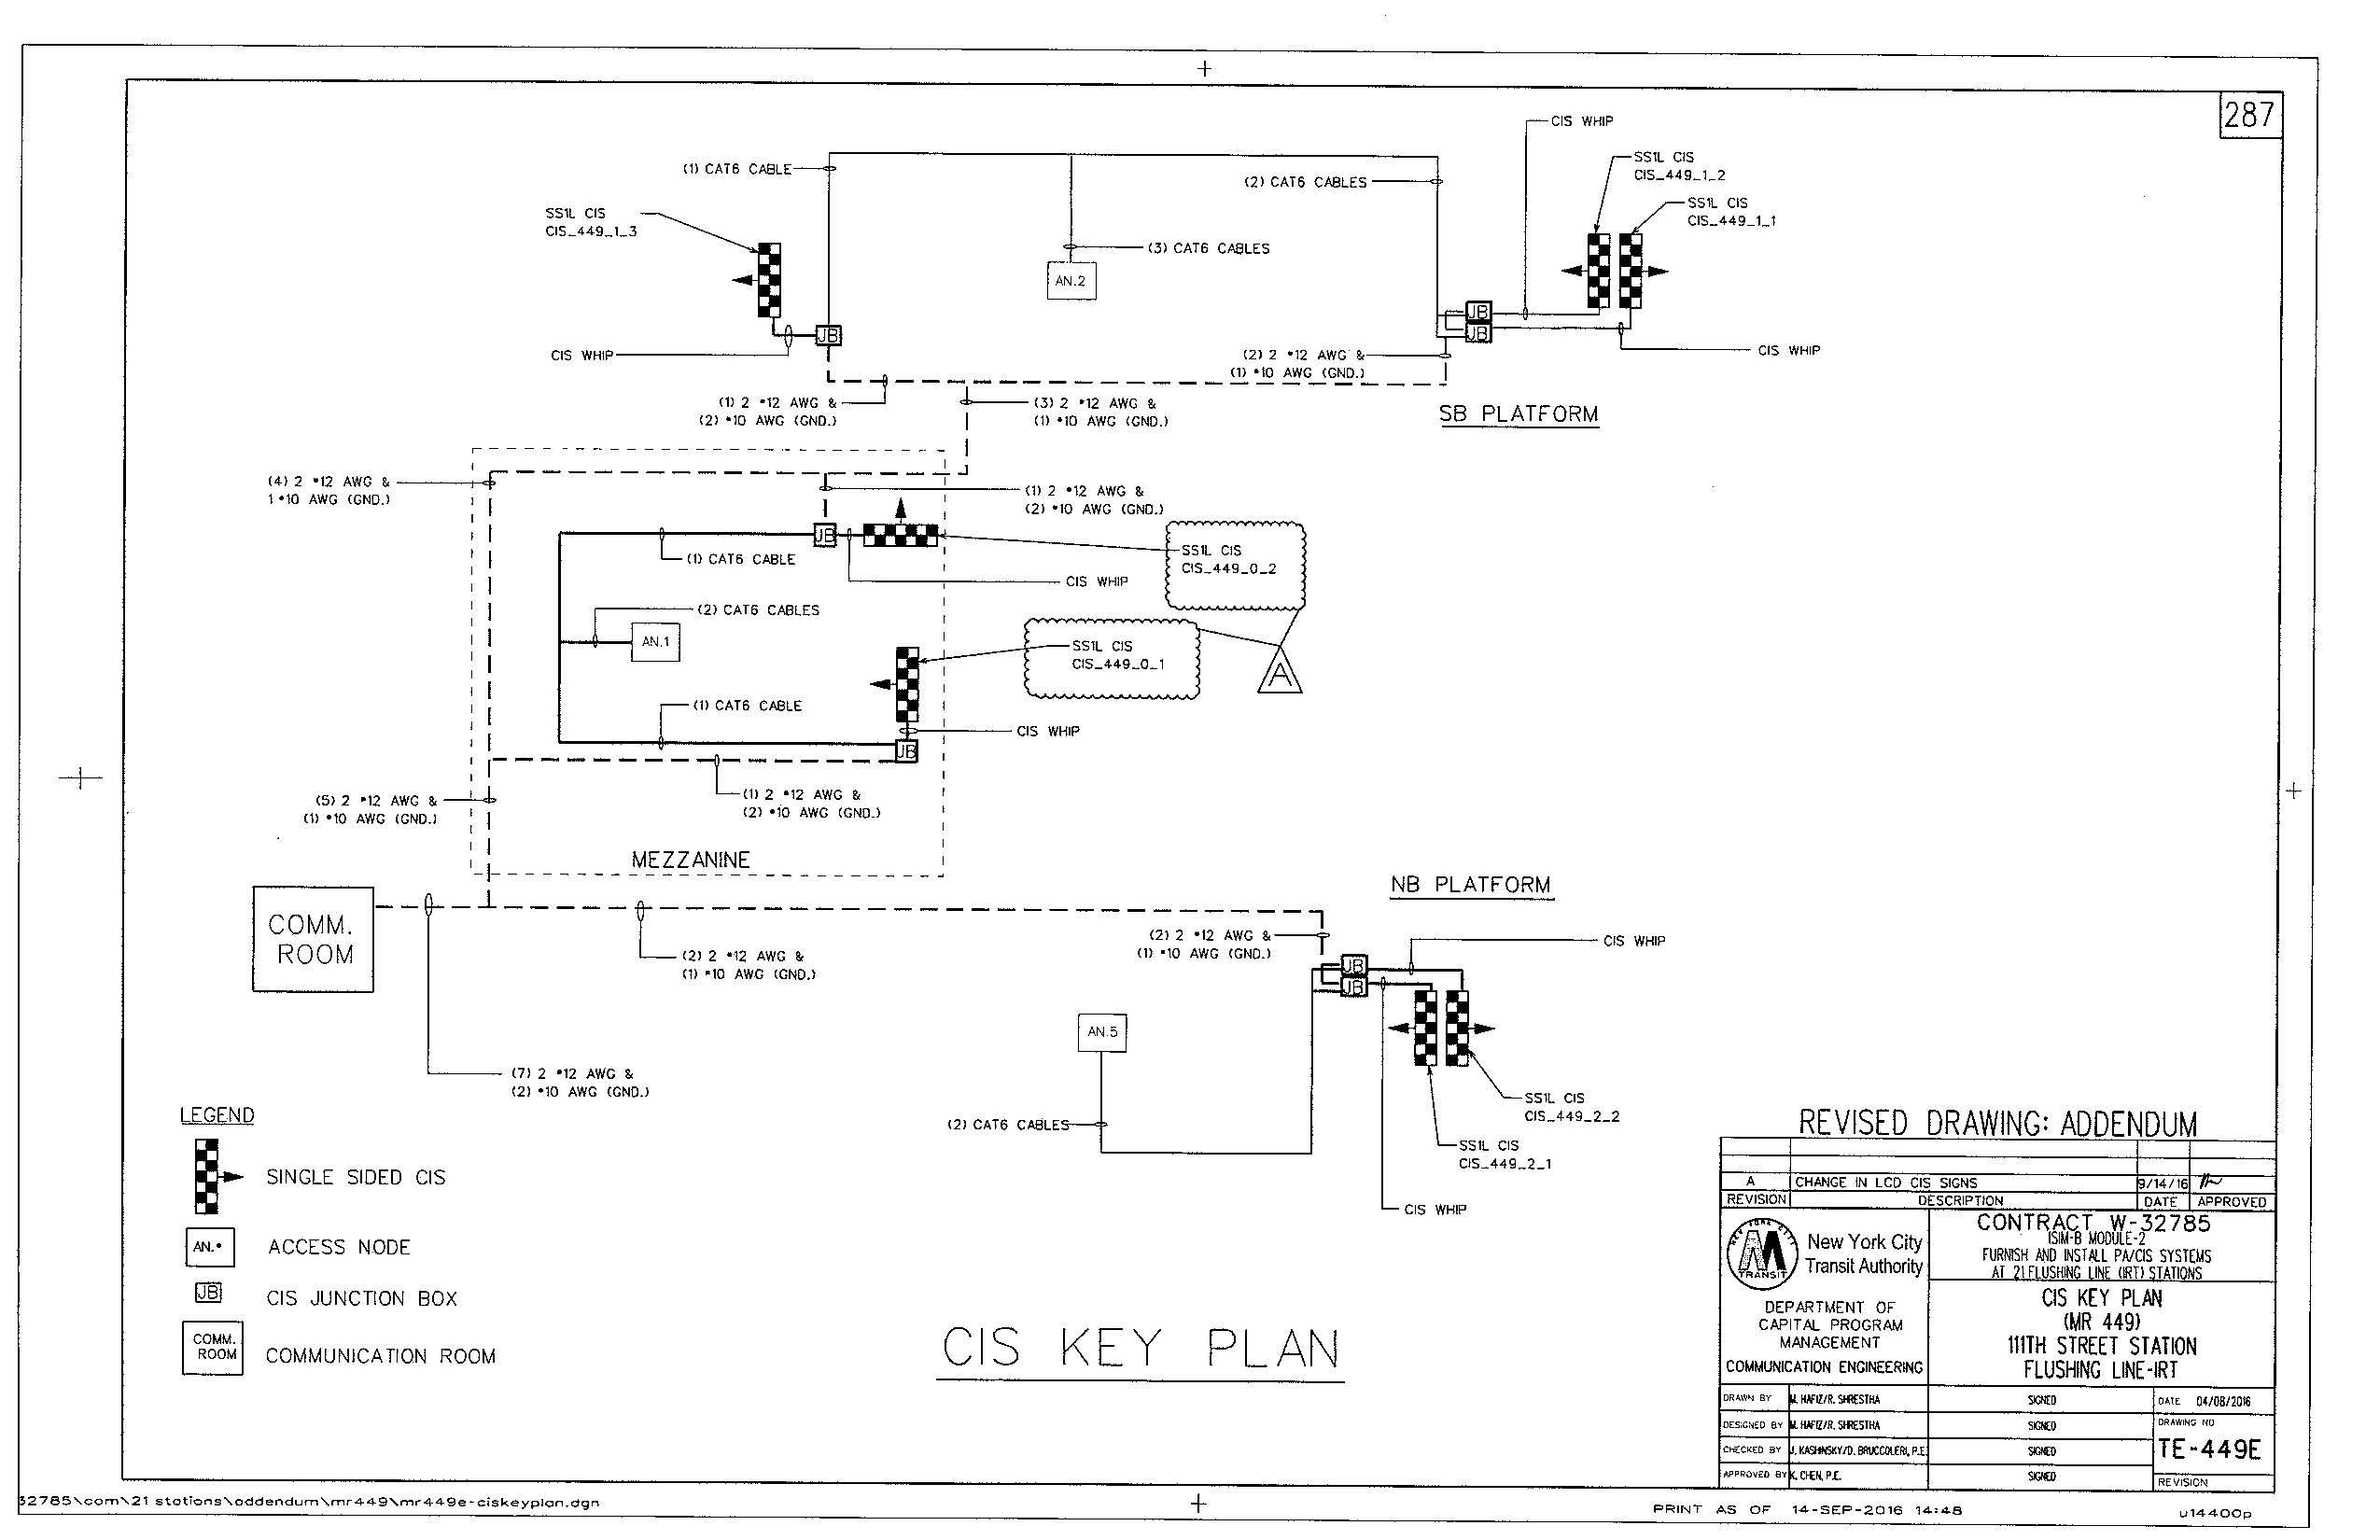 287
CIS WHIP
(1) CAT6 CABLE
(2) CAT6 CABLES
SS1L CIS
CIS_449_1_2
SS1L CIS
CIS_449_1_1
SS1L CIS
CIS_449_1_3
(3) CAT6 CABLES
AN.2
JB
JB
JB
CIS WHIP
CIS WHIP
(2) 2 #12 AWG &
(1) #10 AWG (GND.)
(1) 2 #12 AWG &
(2) #10 AWG (GND.)
(3) 2 #12 AWG &
(1) #10 AWG (GND.)
SB PLATFORM
(4) 2 #12 AWG &
1 #10 AWG (GND.)
(1) 2 #12 AWG &
(2) #10 AWG (GND.)
JB
(1) CAT6 CABLE
SS1L CIS
CIS_449_0_2
CIS WHIP
(2) CAT6 CABLES
AN.1
SS1L CIS
CIS_449_0_1
A
(1) CAT6 CABLE
CIS WHIP
JB
(5) 2 #12 AWG &
(1) #10 AWG (GND.)
(1) 2 #12 AWG &
(2) #10 AWG (GND.)
MEZZANINE
NB PLATFORM
COMM.
ROOM
(2) 2 #12 AWG &
(1) #10 AWG (GND.)
(2) 2 #12 AWG &
(1) #10 AWG (GND.)
CIS WHIP
JB
JB
AN.5
(7) 2 #12 AWG &
(2) #10 AWG (GND.)
(2) CAT6 CABLES
SS1L CIS
CIS_449_2_2
SS1L CIS
CIS_449_2_1
CIS WHIP
LEGEND
SINGLE SIDED CIS
AN.*
ACCESS NODE
JB
CIS JUNCTION BOX
COMM.
ROOM
COMMUNICATION ROOM
CIS KEY PLAN
REVISED DRAWING: ADDENDUM
A CHANGE IN LCD CIS SIGNS 9/14/16
REVISION DESCRIPTION DATE APPROVED
NEW YORK CITY
TRANSIT
New York City
Transit Authority
DEPARTMENT OF
CAPITAL PROGRAM
MANAGEMENT
COMMUNICATION ENGINEERING
CONTRACT W-32785
ISIM-B MODULE-2
FURNISH AND INSTALL PA/CIS SYSTEMS
AT 21 FLUSHING LINE (IRT) STATIONS
CIS KEY PLAN
(MR 449)
111TH STREET STATION
FLUSHING LINE-IRT
DRAWN BY M. HAFIZ/R. SHRESTHA SIGNED DATE 04/08/2016
DESIGNED BY M. HAFIZ/R. SHRESTHA SIGNED DRAWING NO
CHECKED BY J. KASHINSKY/D. BRUCCOLERI, P.E. SIGNED TE-449E
APPROVED BY K. CHEN, P.E. SIGNED REVISION
32785\com\21 stations\addendum\mr449\mr449e-ciskeyplan.dgn
PRINT AS OF 14-SEP-2016 14:48
u14400p